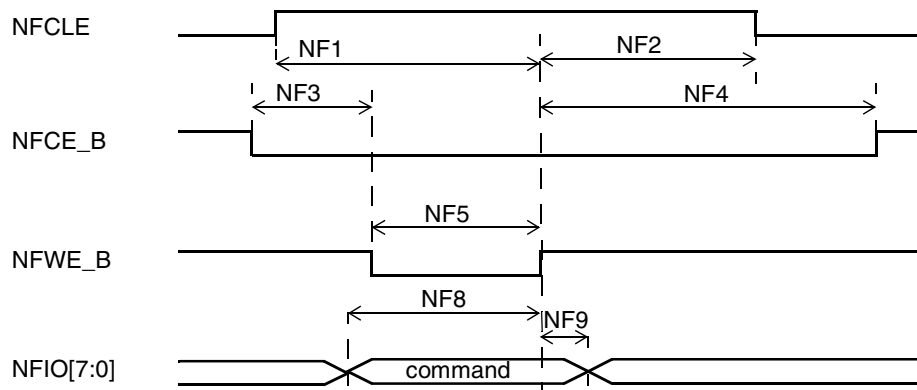 NFCLE
NF1
NF2
NF3
NF4
NFCE_B
NF5
NFWE_B
NF8
NF9
NFIO[7:0]
command